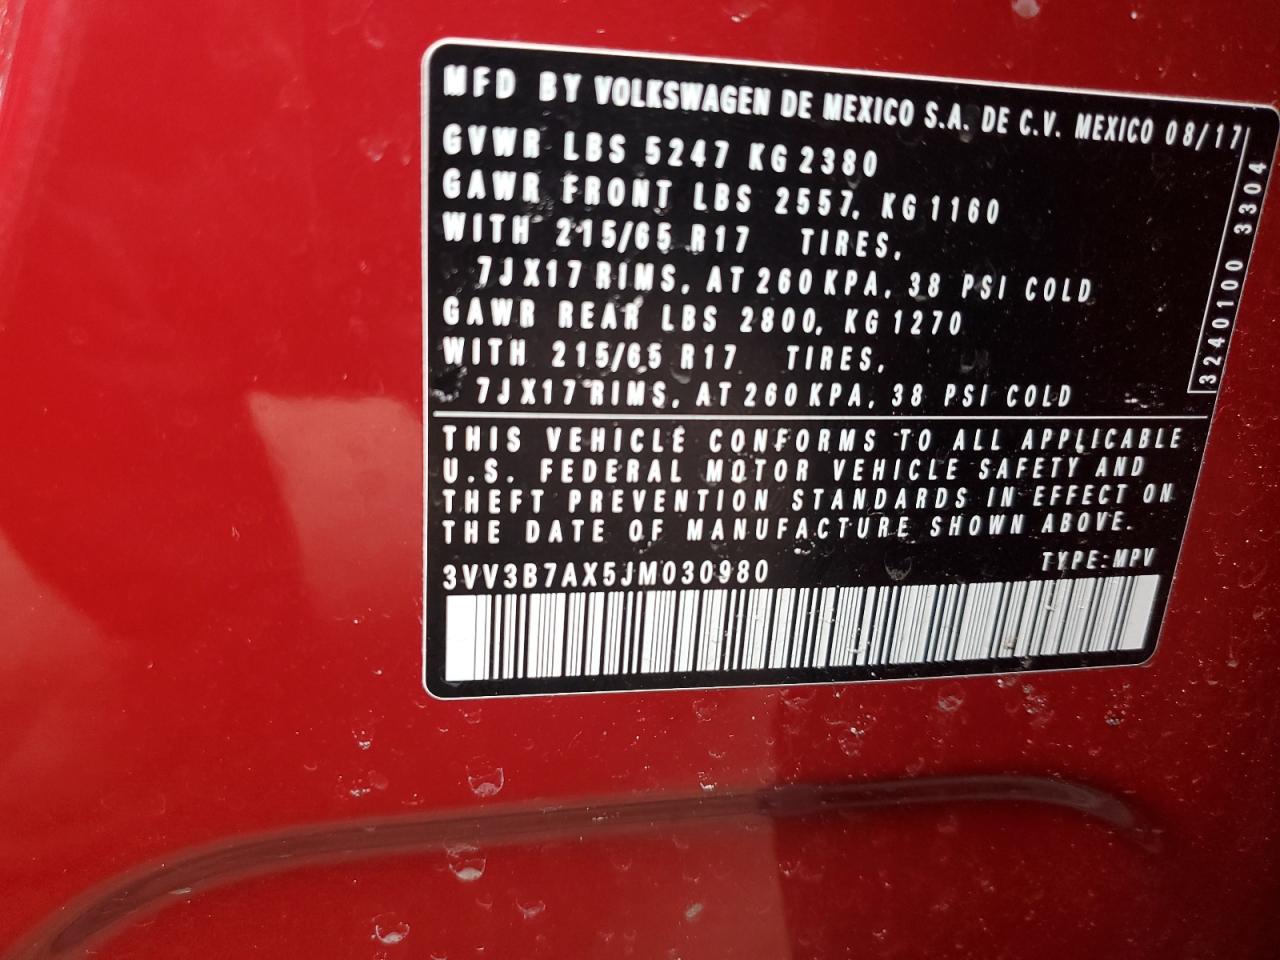 MFD BY VOLKSWAGEN DE MEXICO S.A. DE C.V. MEXICO 08/17
GVWR LBS 5247 KG 2380
GAWR FRONT LBS 2557, KG 1160
WITH 215/65 R17 TIRES,
7JX17 RIMS, AT 260 KPA, 38 PSI COLD
GAWR REAR LBS 2800, KG 1270
WITH 215/65 R17 TIRES,
7JX17 RIMS, AT 260 KPA, 38 PSI COLD
3240100 3304
THIS VEHICLE CONFORMS TO ALL APPLICABLE
U.S. FEDERAL MOTOR VEHICLE SAFETY AND
THEFT PREVENTION STANDARDS IN EFFECT ON
THE DATE OF MANUFACTURE SHOWN ABOVE.
3VV3B7AX5JM030980 TYPE: MPV